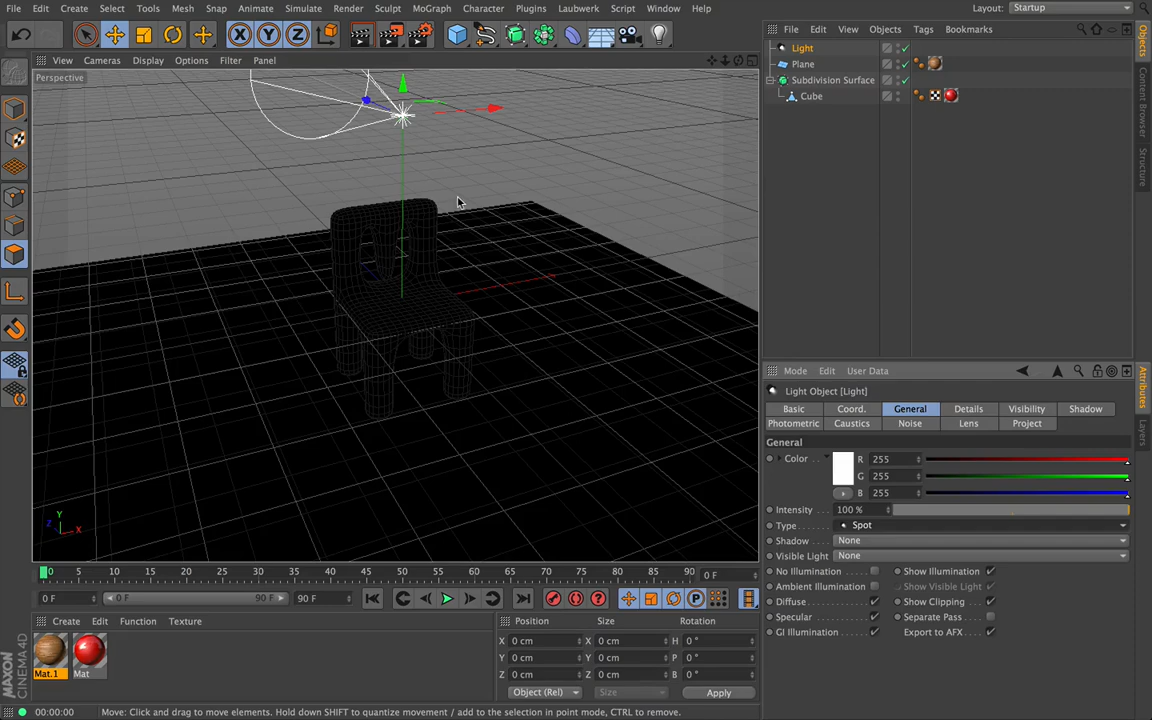 File Edit Create Select Tools Mesh Snap Animate Simulate Render Sculpt MoGraph Character Plugins Laubwerk Script Window Help Layout: Startup
X Y Z
View Cameras Display Options Filter Panel
Perspective
File Edit View Objects Tags Bookmarks
Light
Plane
Subdivision Surface
Cube
Objects
Content Browser
Structure
Mode Edit User Data
Light Object [Light]
Basic Coord. General Details Visibility Shadow
Photometric Caustics Noise Lens Project
General
Color R 255
G 255
B 255
Intensity 100 %
Type Spot
Shadow None
Visible Light None
No Illumination Show Illumination
Ambient Illumination Show Visible Light
Diffuse Show Clipping
Specular Separate Pass
GI Illumination Export to AFX
Attributes
Layers
Y
Z X
0 5 10 15 20 25 30 35 40 45 50 55 60 65 70 75 80 85 90 0 F
0 F 0 F 90 F 90 F
Create Edit Function Texture
Mat.1 Mat
Position Size Rotation
X 0 cm X 0 cm H 0 °
Y 0 cm Y 0 cm P 0 °
Z 0 cm Z 0 cm B 0 °
Object (Rel) Size Apply
MAXON
CINEMA 4D
00:00:00 Move: Click and drag to move elements. Hold down SHIFT to quantize movement / add to the selection in point mode, CTRL to remove.